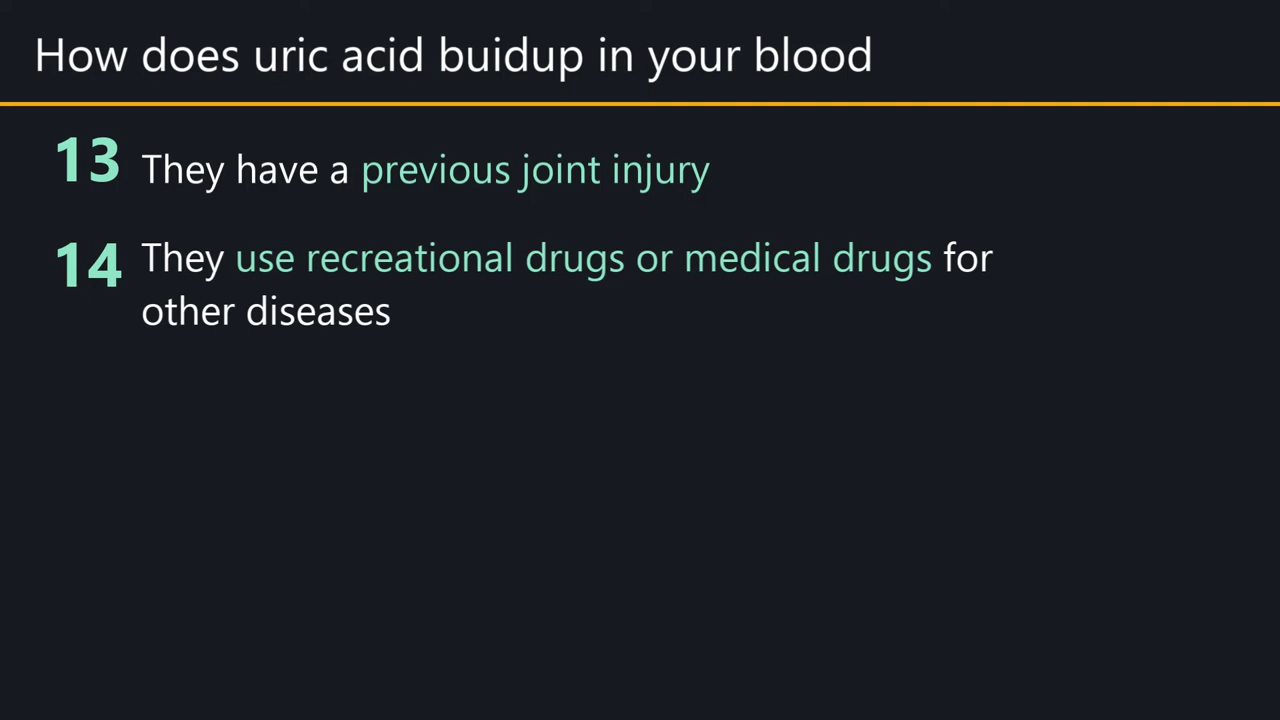 How does uric acid buidup in your blood
13 They have a previous joint injury
14 They use recreational drugs or medical drugs for
other diseases